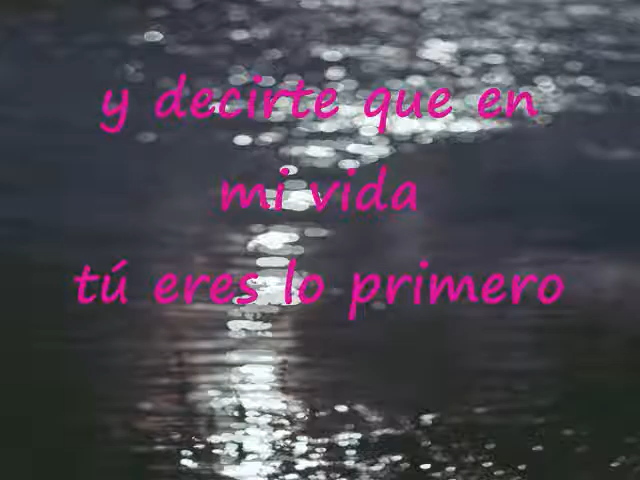 y decirte que en
mi vida
tú eres lo primero